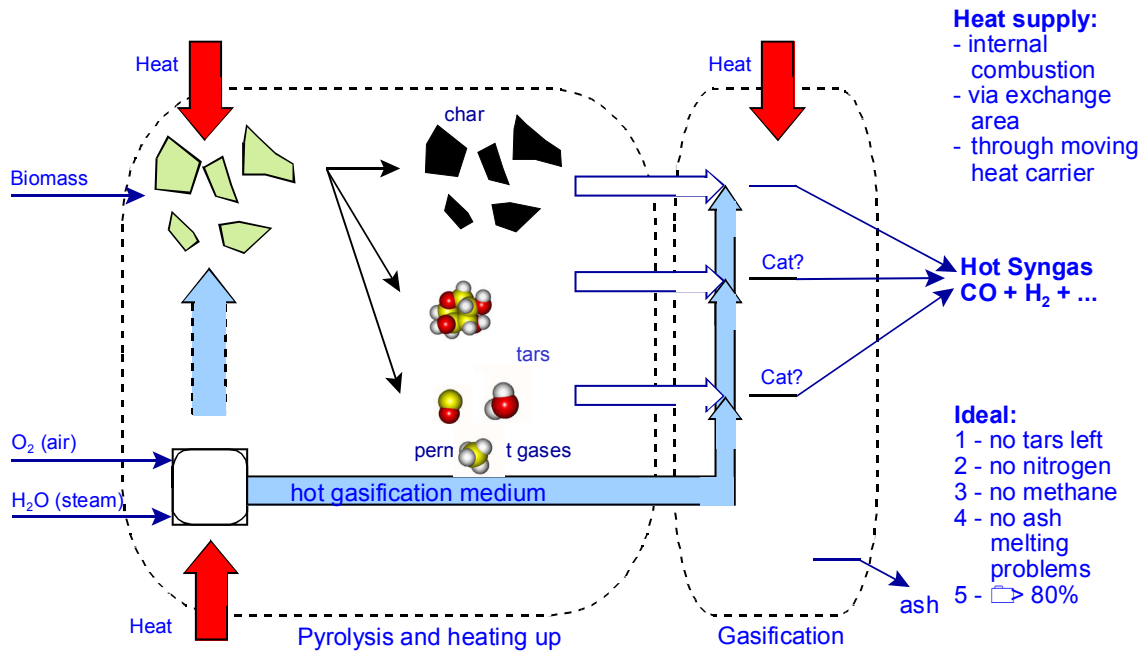 Heat
Heat
Heat supply:
- internal
combustion
- via exchange
area
- through moving
heat carrier
char
Biomass
Cat?
Hot Syngas
CO + H₂ + ...
tars
Cat?
O₂ (air)
pern t gases
H₂O (steam)
hot gasification medium
Ideal:
1 - no tars left
2 - no nitrogen
3 - no methane
4 - no ash
melting
problems
5 - > 80%
ash
Heat
Pyrolysis and heating up
Gasification